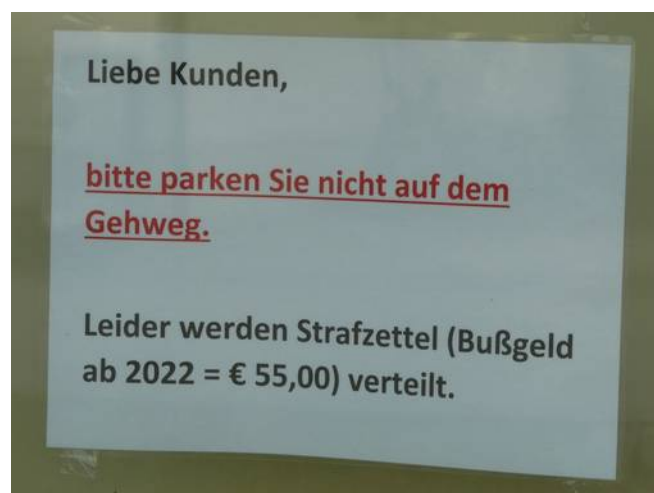 Liebe Kunden,
bitte parken Sie nicht auf dem
Gehweg.
Leider werden Strafzettel (Bußgeld
ab 2022 = € 55,00) verteilt.